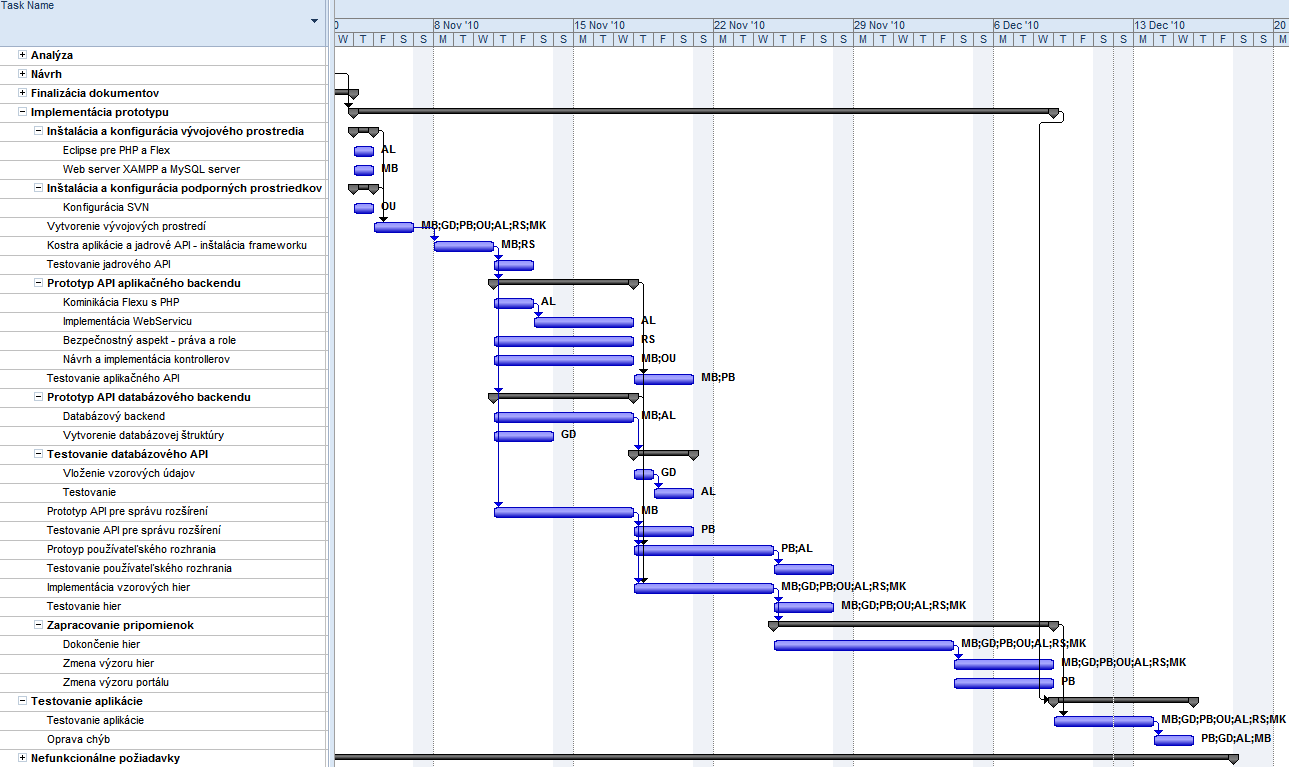 Task Name
0 8 Nov '10 15 Nov '10 22 Nov '10 29 Nov '10 6 Dec '10 13 Dec '10 20
W T F S S M T W T F S S M T W T F S S M T W T F S S M T W T F S S M T W T F S S M T W T F S S M
Analýza
Návrh
Finalizácia dokumentov
Implementácia prototypu
Inštalácia a konfigurácia vývojového prostredia
Eclipse pre PHP a Flex AL
Web server XAMPP a MySQL server MB
Inštalácia a konfigurácia podporných prostriedkov
Konfigurácia SVN OU
Vytvorenie vývojových prostredí MB;GD;PB;OU;AL;RS;MK
Kostra aplikácie a jadrové API - inštalácia frameworku MB;RS
Testovanie jadrového API
Prototyp API aplikačného backendu
Kominikácia Flexu s PHP AL
Implementácia WebServicu AL
Bezpečnostný aspekt - práva a role RS
Návrh a implementácia kontrollerov MB;OU
Testovanie aplikačného API MB;PB
Prototyp API databázového backendu
Databázový backend MB;AL
Vytvorenie databázovej štruktúry GD
Testovanie databázového API
Vloženie vzorových údajov GD
Testovanie AL
Prototyp API pre správu rozšírení MB
Testovanie API pre správu rozšírení PB
Protoyp používateľského rozhrania PB;AL
Testovanie používateľského rozhrania
Implementácia vzorových hier MB;GD;PB;OU;AL;RS;MK
Testovanie hier MB;GD;PB;OU;AL;RS;MK
Zapracovanie pripomienok
Dokončenie hier MB;GD;PB;OU;AL;RS;MK
Zmena výzoru hier MB;GD;PB;OU;AL;RS;MK
Zmena výzoru portálu PB
Testovanie aplikácie
Testovanie aplikácie MB;GD;PB;OU;AL;RS;MK
Oprava chýb PB;GD;AL;MB
Nefunkcionálne požiadavky